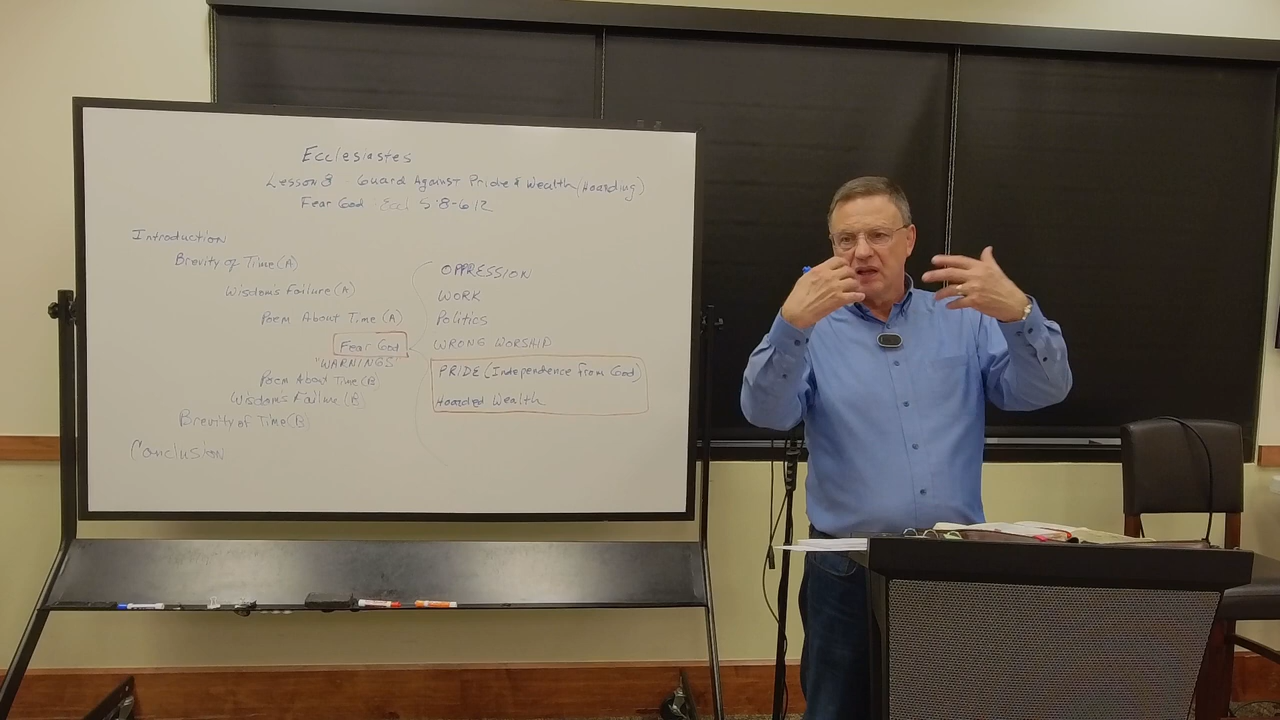 Ecclesiastes
Lesson 8 - Guard Against Pride & Wealth (Hoarding)
Fear God - Eccl 5:8-6:12
Introduction
Brevity of Time (A)
Wisdom's Failure (A)
Poem About Time (A)
Fear God
"WARNINGS"
Poem About Time (B)
Wisdom's Failure (B)
Brevity of Time (B)
Conclusion
OPPRESSION
WORK
Politics
WRONG WORSHIP
PRIDE (Independence From God)
Hoarded Wealth